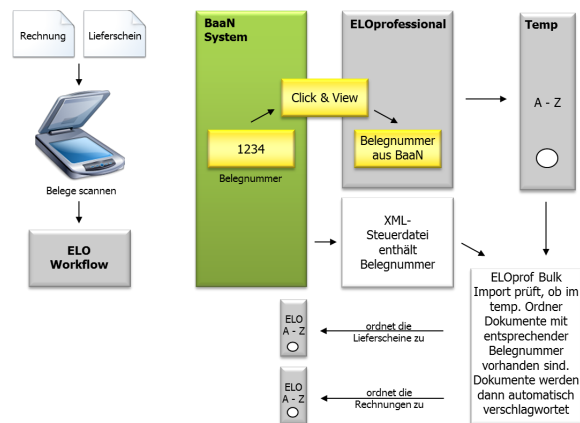 Rechnung
Lieferschein
Belege scannen
ELO
Workflow
BaaN
System
ELOprofessional
Temp
Click & View
1234
Belegnummer
Belegnummer
aus BaaN
A - Z
XML-
Steuerdatei
enthält
Belegnummer
ELOprof Bulk
Import prüft, ob im
temp. Ordner
Dokumente mit
entsprechender
Belegnummer
vorhanden sind.
Dokumente werden
dann automatisch
verschlagwortet
ELO
A - Z
ordnet die
Lieferscheine zu
ELO
A - Z
ordnet die
Rechnungen zu